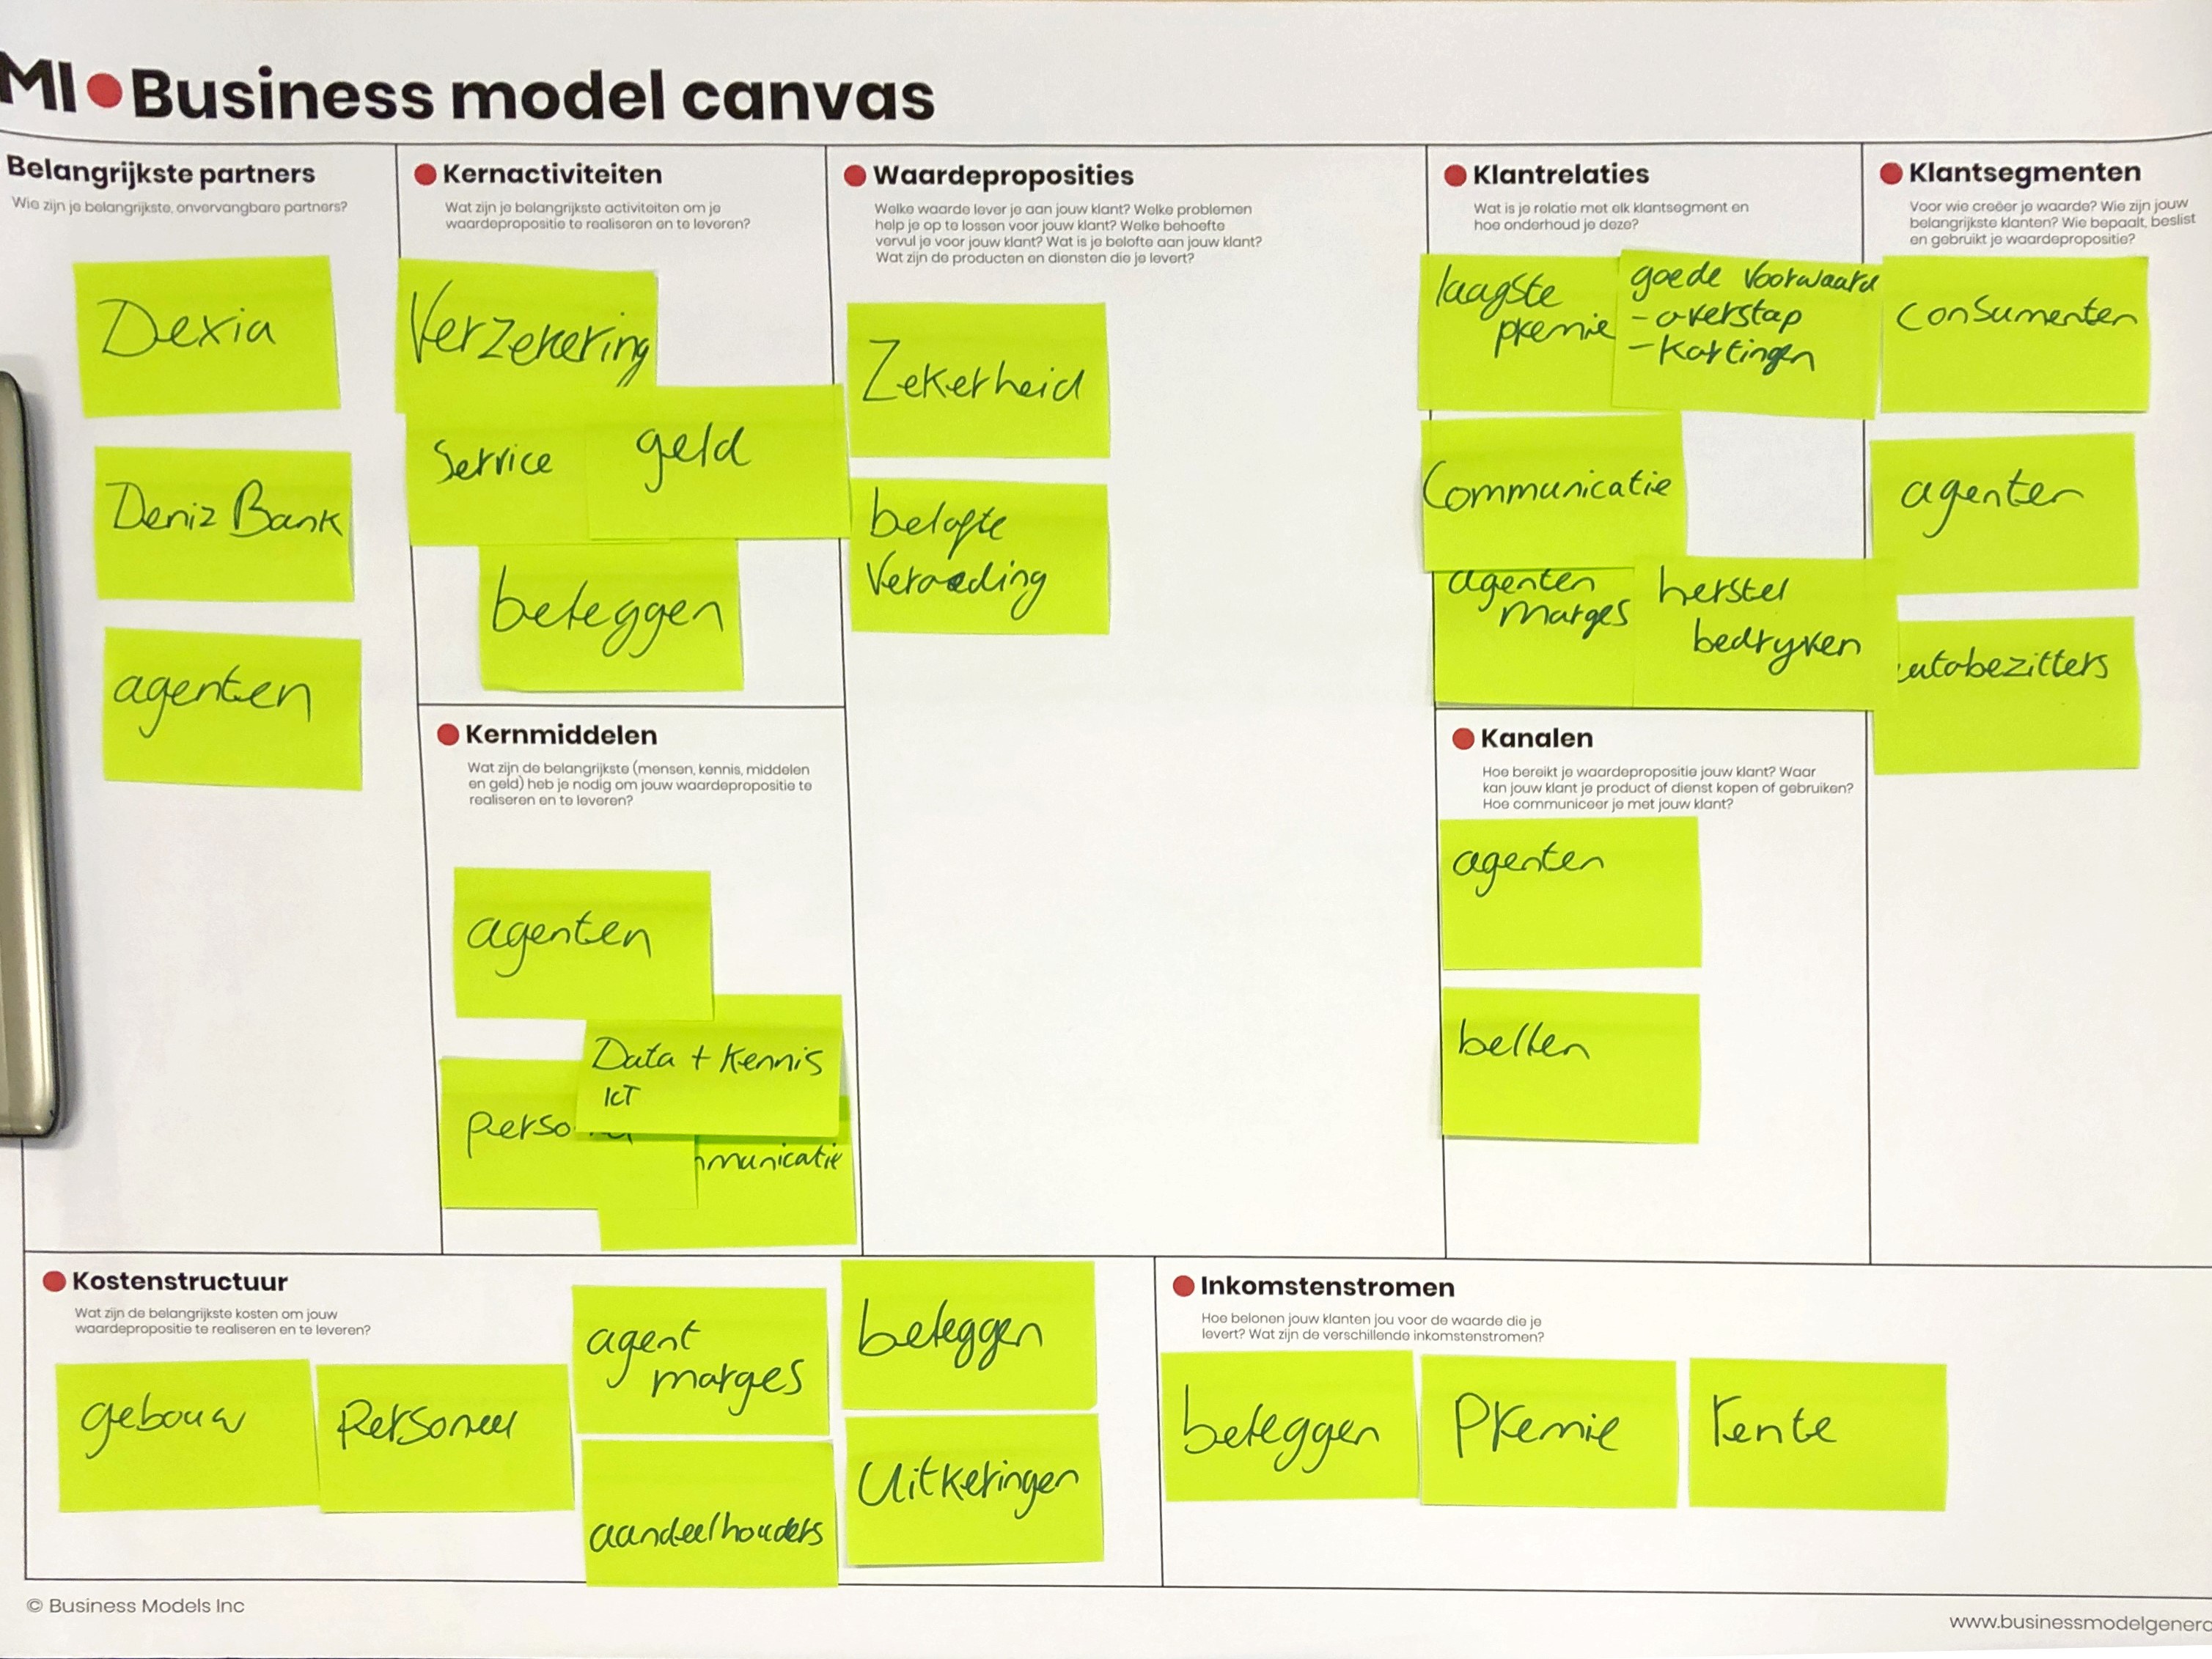 MI Business model canvas
Belangrijkste partners
Wie zijn je belangrijkste, onvervangbare partners?
Dexia
Deniz Bank
agenten
Kernactiviteiten
Wat zijn je belangrijkste activiteiten om je
waardepropositie te realiseren en te leveren?
Verzekering
Service
geld
beleggen
Kernmiddelen
Wat zijn de belangrijkste (mensen, kennis, middelen
en geld) heb je nodig om jouw waardepropositie te
realiseren en te leveren?
agenten
Data + Kennis
ICT
Waardeproposities
Welke waarde lever je aan jouw klant? Welke problemen
help je op te lossen voor jouw klant? Welke behoefte
vervul je voor jouw klant? Wat is je belofte aan jouw klant?
Wat zijn de producten en diensten die je levert?
Zekerheid
belofte
Klantrelaties
Wat is je relatie met elk klantsegment en
hoe onderhoud je deze?
laagste
premie
goede voorwaard
- overstap
- Kortingen
Communicatie
agenten
marges
herstel
bedryven
Kanalen
Hoe bereikt je waardepropositie jouw klant? Waar
kan jouw klant je product of dienst kopen of gebruiken?
Hoe communiceer je met jouw klant?
agenten
bellen
Klantsegmenten
Voor wie creëer je waarde? Wie zijn jouw
belangrijkste klanten? Wie bepaalt, beslist
en gebruikt je waardepropositie?
Consumenten
agenten
autobezitters
Kostenstructuur
Wat zijn de belangrijkste kosten om jouw
waardepropositie te realiseren en te leveren?
gebouw
Personeel
agent
marges
aandeelhouders
beleggen
Uitkeringen
Inkomstenstromen
Hoe belonen jouw klanten jou voor de waarde die je
levert? Wat zijn de verschillende inkomstenstromen?
beleggen
Premie
rente
© Business Models Inc
www.businessmodelgenerc